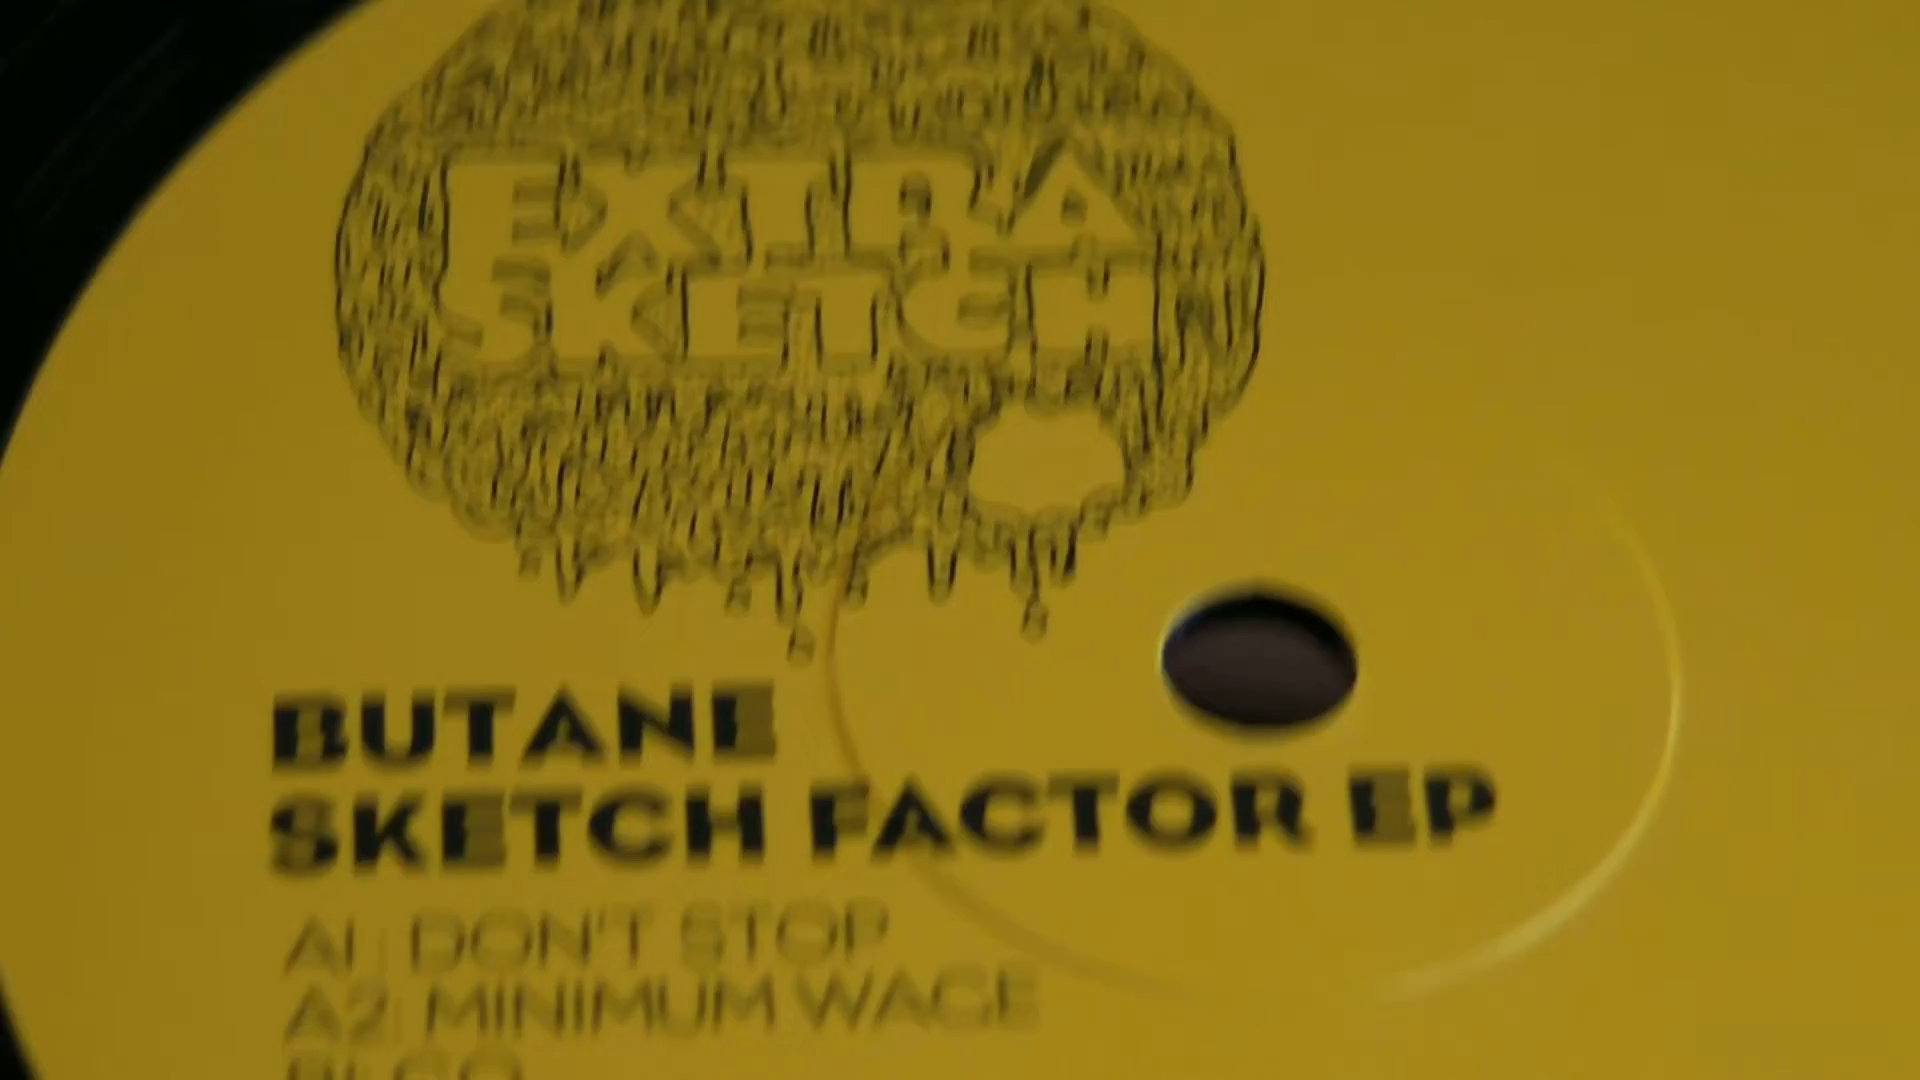 EXTRA
SKETCH
BUTANE
SKETCH FACTOR EP
A1: DON'T STOP
A2: MINIMUM WAGE